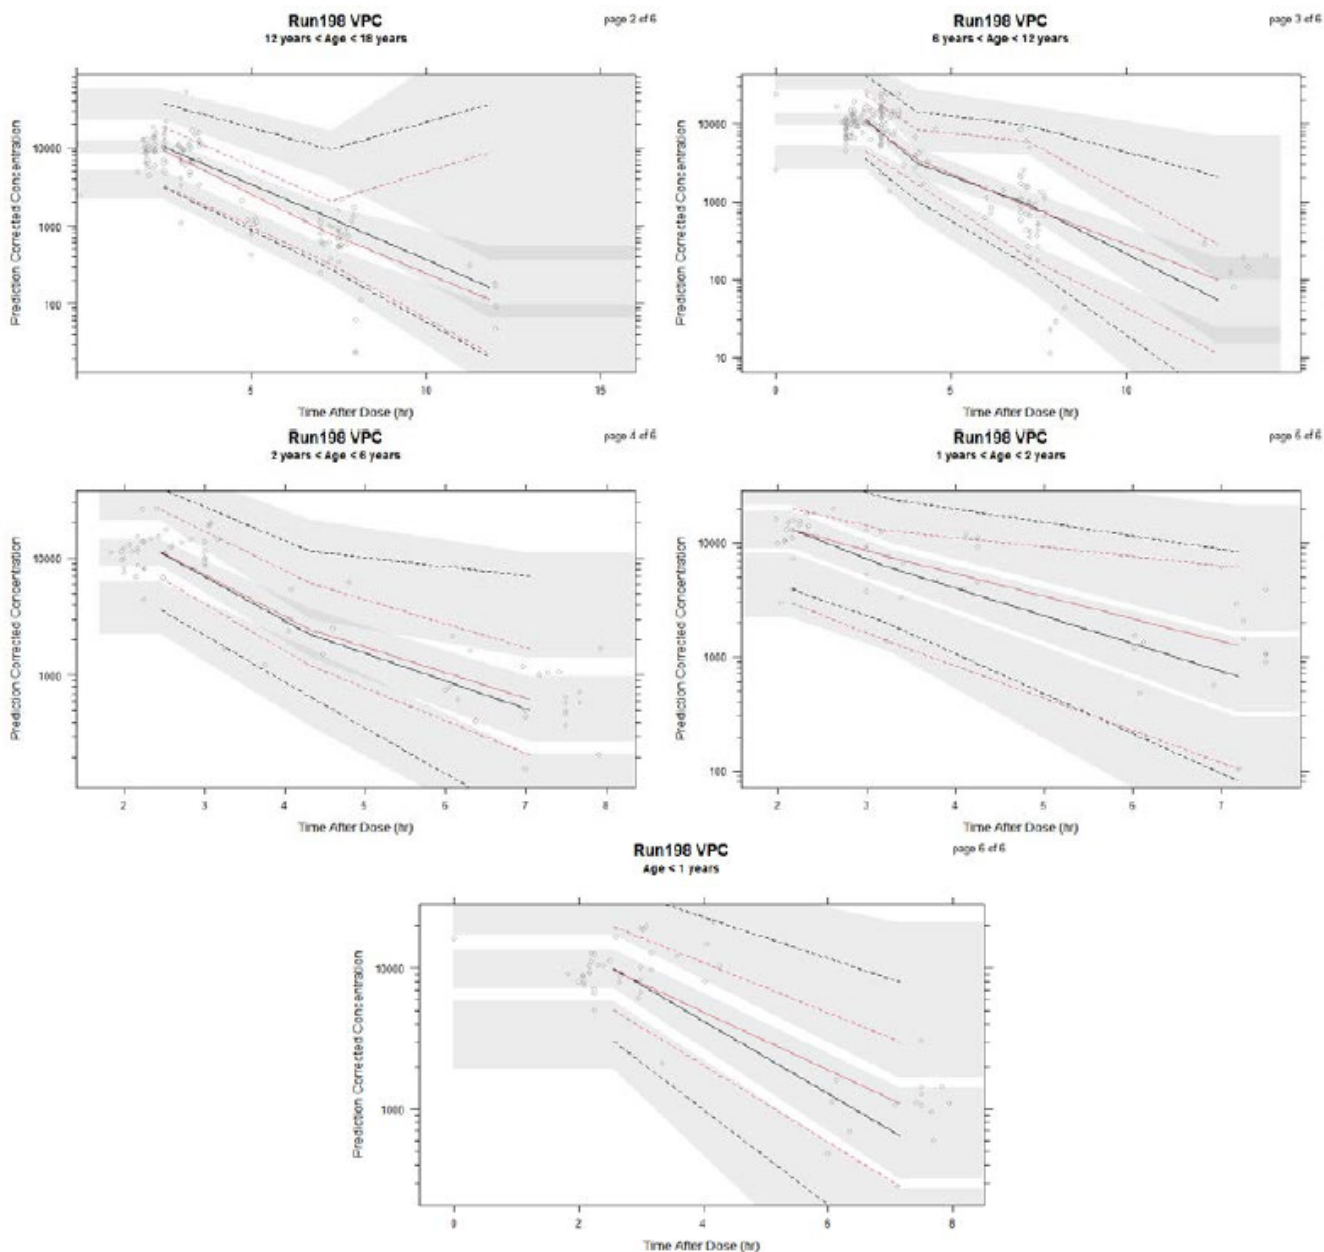 Run198 VPC
page 2 of 6
12 years < Age < 18 years
Prediction Corrected Concentration
10000
1000
100
5
10
15
Time After Dose (hr)
Run198 VPC
page 3 of 6
6 years < Age < 12 years
Prediction Corrected Concentration
10000
1000
100
10
0
5
10
Time After Dose (hr)
Run198 VPC
page 4 of 6
2 years < Age < 6 years
Prediction Corrected Concentration
10000
1000
2
3
4
5
6
7
8
Time After Dose (hr)
Run198 VPC
page 5 of 6
1 years < Age < 2 years
Prediction Corrected Concentration
10000
1000
100
2
3
4
5
6
7
Time After Dose (hr)
Run198 VPC
page 6 of 6
Age < 1 years
Prediction Corrected Concentration
10000
1000
0
2
4
6
8
Time After Dose (hr)